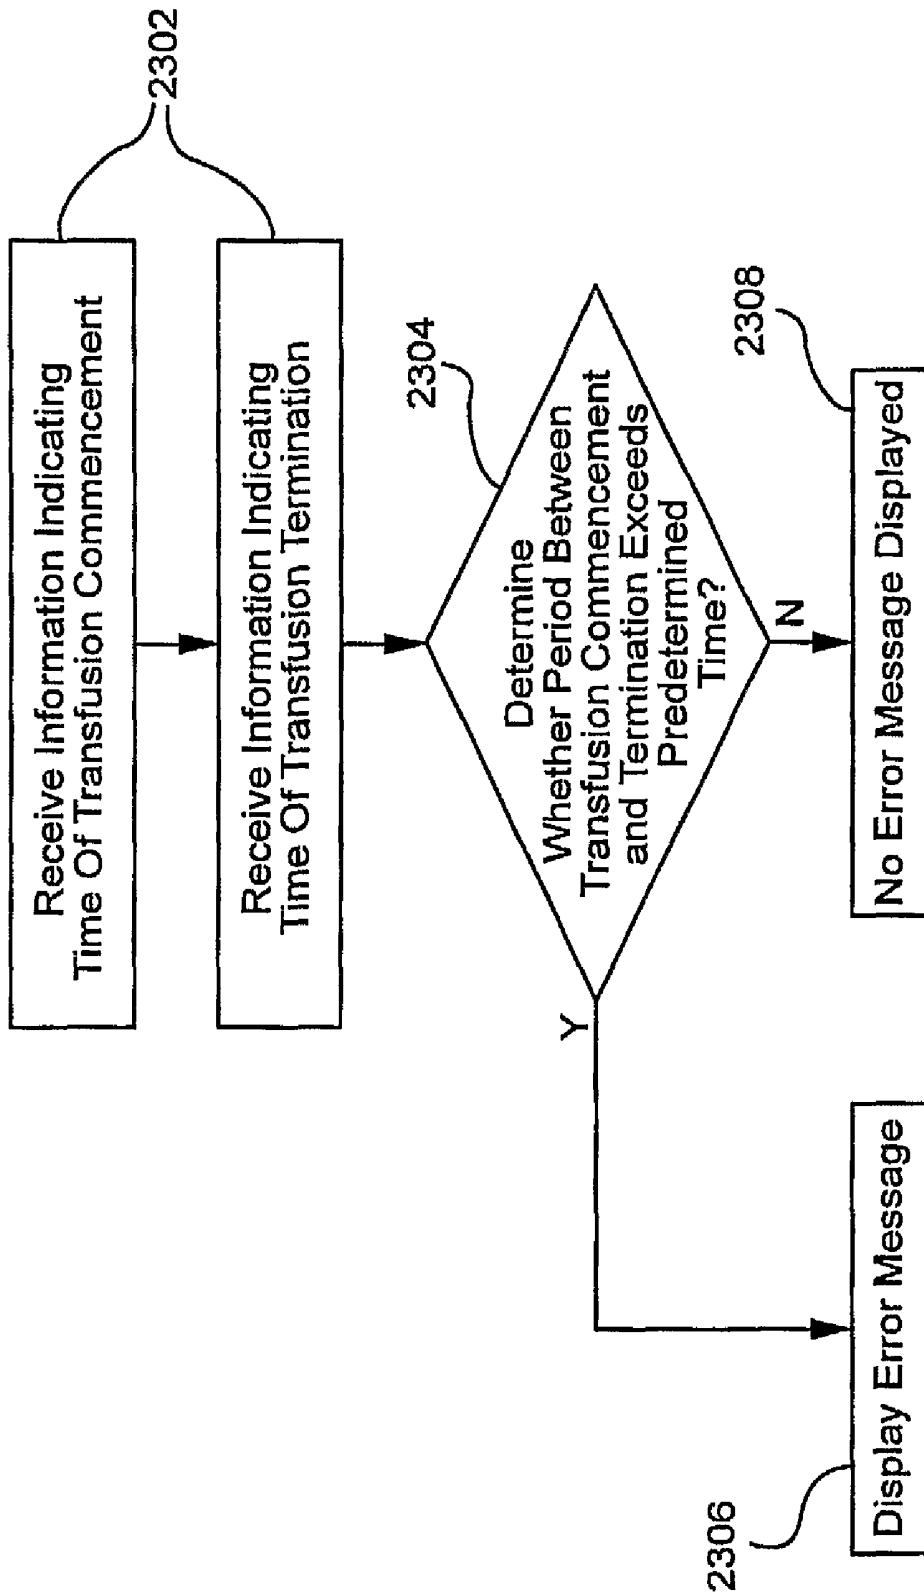 Receive Information Indicating
Time Of Transfusion Commencement
2302
Receive Information Indicating
Time Of Transfusion Termination
2304
Determine
Whether Period Between
Transfusion Commencement
and Termination Exceeds
Predetermined
Time?
Y
N
2306
Display Error Message
2308
No Error Message Displayed